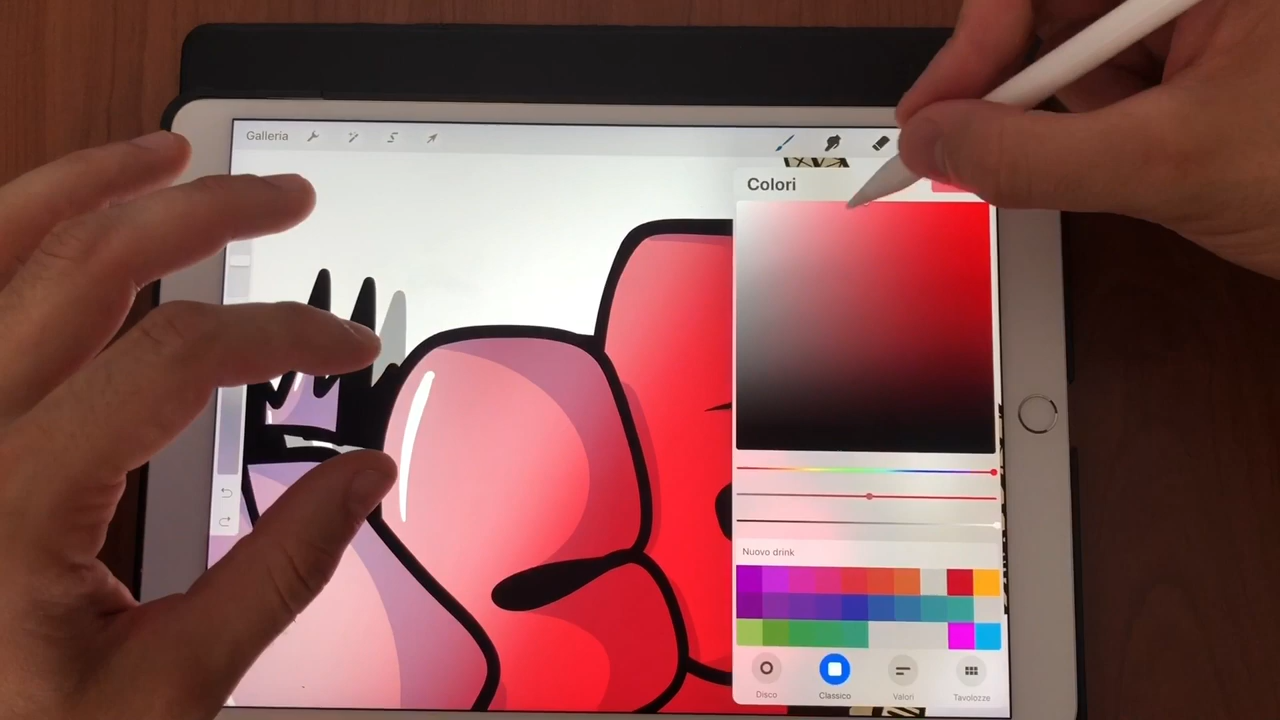 Galleria
Colori
Nuovo drink
Disco
Classico
Valori
Tavolozze